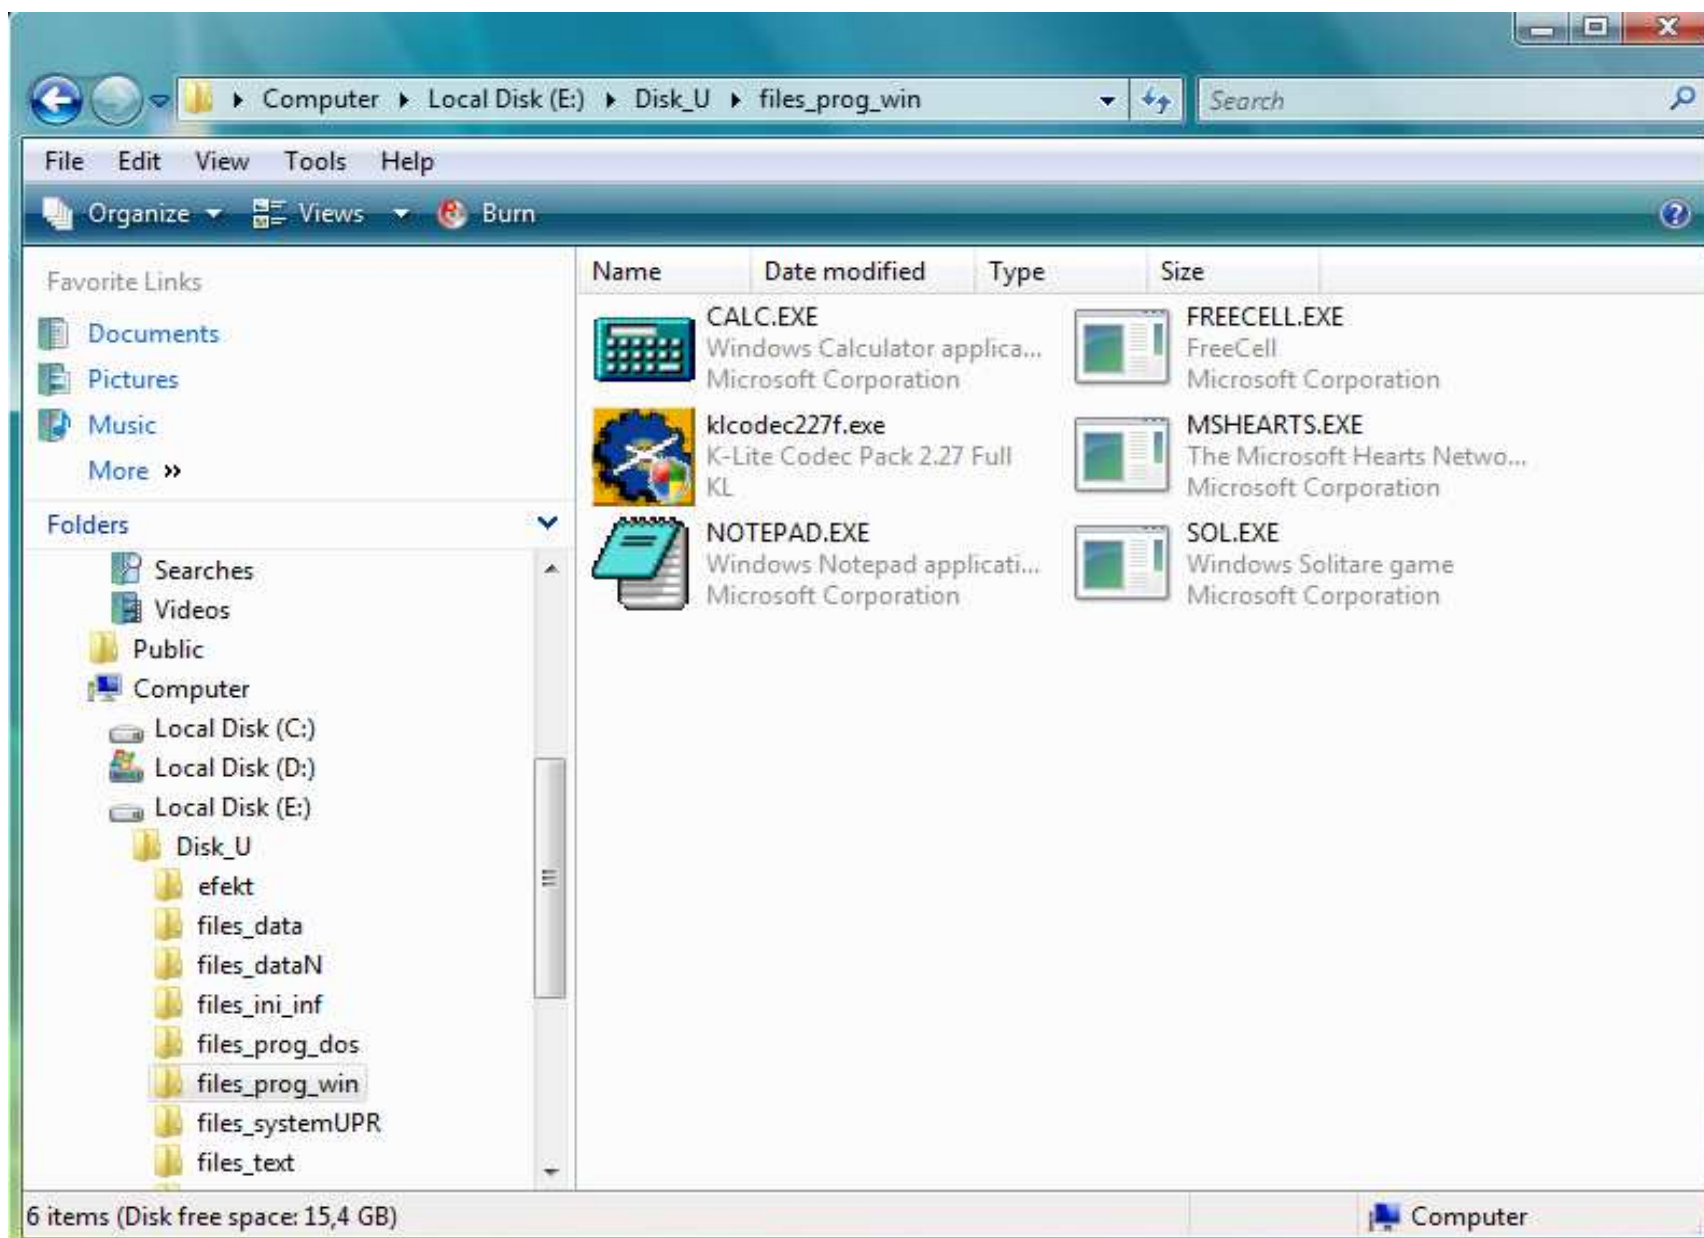 Computer ▸ Local Disk (E:) ▸ Disk_U ▸ files_prog_win
Search
File Edit View Tools Help
Organize Views Burn
Favorite Links
Documents
Pictures
Music
More »
Folders
Searches
Videos
Public
Computer
Local Disk (C:)
Local Disk (D:)
Local Disk (E:)
Disk_U
efekt
files_data
files_dataN
files_ini_inf
files_prog_dos
files_prog_win
files_systemUPR
files_text
Name Date modified Type Size
CALC.EXE
Windows Calculator applica...
Microsoft Corporation
FREECELL.EXE
FreeCell
Microsoft Corporation
klcodec227f.exe
K-Lite Codec Pack 2.27 Full
KL
MSHEARTS.EXE
The Microsoft Hearts Netwo...
Microsoft Corporation
NOTEPAD.EXE
Windows Notepad applicati...
Microsoft Corporation
SOL.EXE
Windows Solitare game
Microsoft Corporation
6 items (Disk free space: 15,4 GB)
Computer